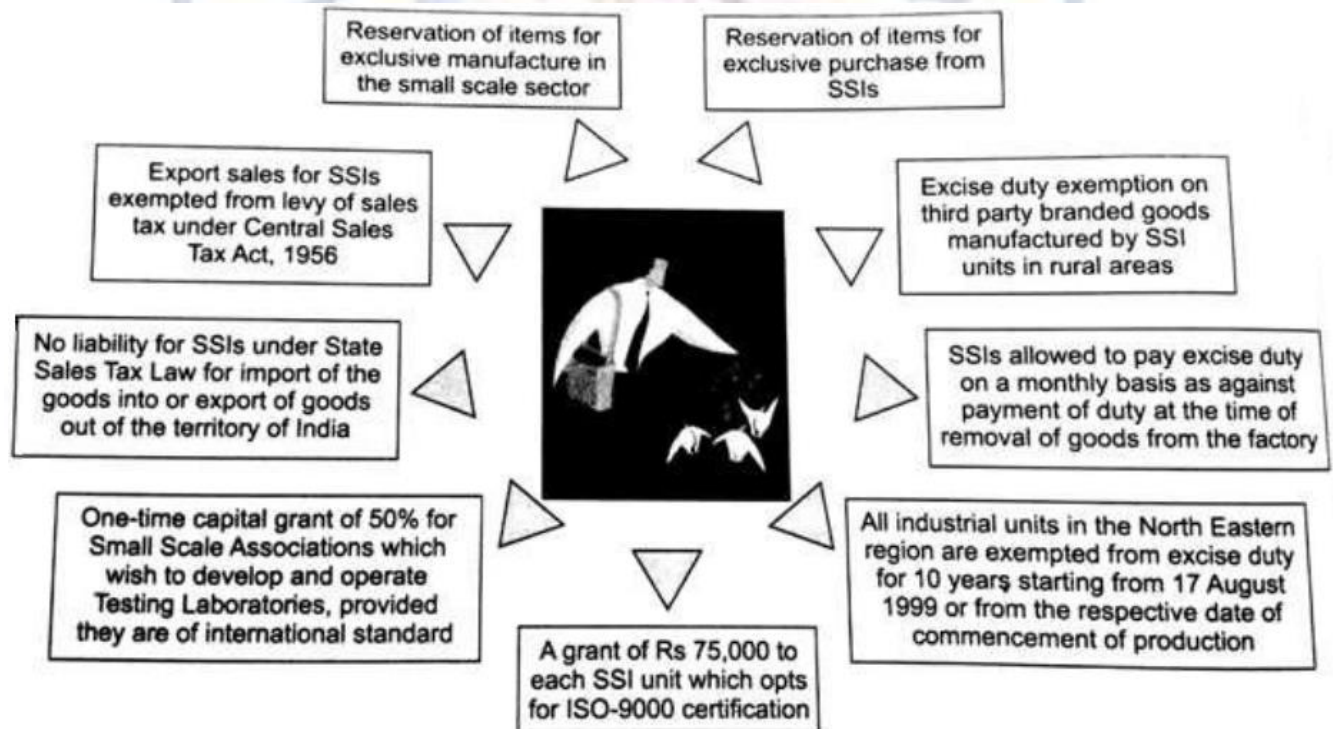 Reservation of items for
exclusive manufacture in
the small scale sector
Reservation of items for
exclusive purchase from
SSIs
Export sales for SSIs
exempted from levy of sales
tax under Central Sales
Tax Act, 1956
Excise duty exemption on
third party branded goods
manufactured by SSI
units in rural areas
No liability for SSIs under State
Sales Tax Law for import of the
goods into or export of goods
out of the territory of India
SSIs allowed to pay excise duty
on a monthly basis as against
payment of duty at the time of
removal of goods from the factory
One-time capital grant of 50% for
Small Scale Associations which
wish to develop and operate
Testing Laboratories, provided
they are of international standard
All industrial units in the North Eastern
region are exempted from excise duty
for 10 years starting from 17 August
1999 or from the respective date of
commencement of production
A grant of Rs 75,000 to
each SSI unit which opts
for ISO-9000 certification